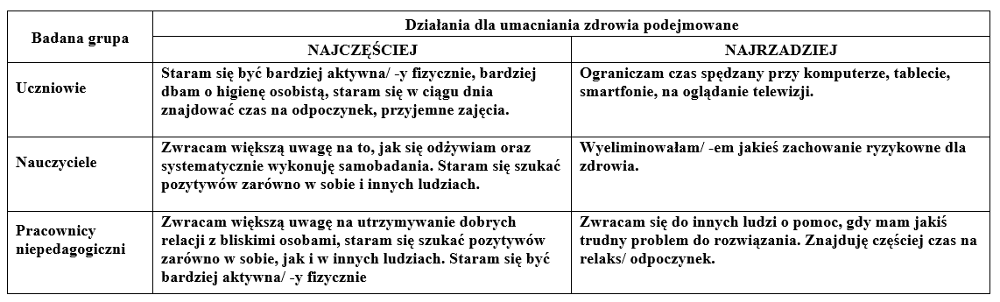 Badana grupa
Działania dla umacniania zdrowia podejmowane
NAJCZĘŚCIEJ
NAJRZADZIEJ
Uczniowie
Staram się być bardziej aktywna/ -y fizycznie, bardziej
dbam o higienę osobistą, staram się w ciągu dnia
znajdować czas na odpoczynek, przyjemne zajęcia.
Ograniczam czas spędzany przy komputerze, tablecie,
smartfonie, na oglądanie telewizji.
Nauczyciele
Zwracam większą uwagę na to, jak się odżywiam oraz
systematycznie wykonuję samobadania. Staram się szukać
pozytywów zarówno w sobie i innych ludziach.
Wyeliminowałam/ -em jakieś zachowanie ryzykowne dla
zdrowia.
Pracownicy
niepedagogiczni
Zwracam większą uwagę na utrzymywanie dobrych
relacji z bliskimi osobami, staram się szukać pozytywów
zarówno w sobie, jak i w innych ludziach. Staram się być
bardziej aktywna/ -y fizycznie
Zwracam się do innych ludzi o pomoc, gdy mam jakiś
trudny problem do rozwiązania. Znajduję częściej czas na
relaks/ odpoczynek.